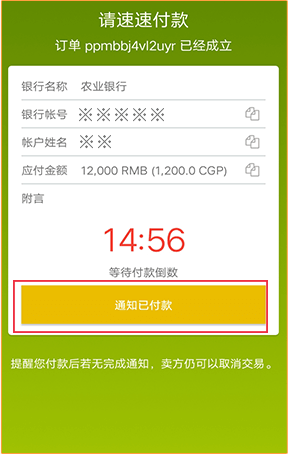 请速速付款
订单 ppmbbj4vl2uyr 已经成立
银行名称 农业银行
银行帐号 ※※※※※
帐户姓名 ※※
应付金额 12,000 RMB (1,200.0 CGP)
附言
14:56
等待付款倒数
通知已付款
提醒您付款后若无完成通知，卖方仍可以取消交易。